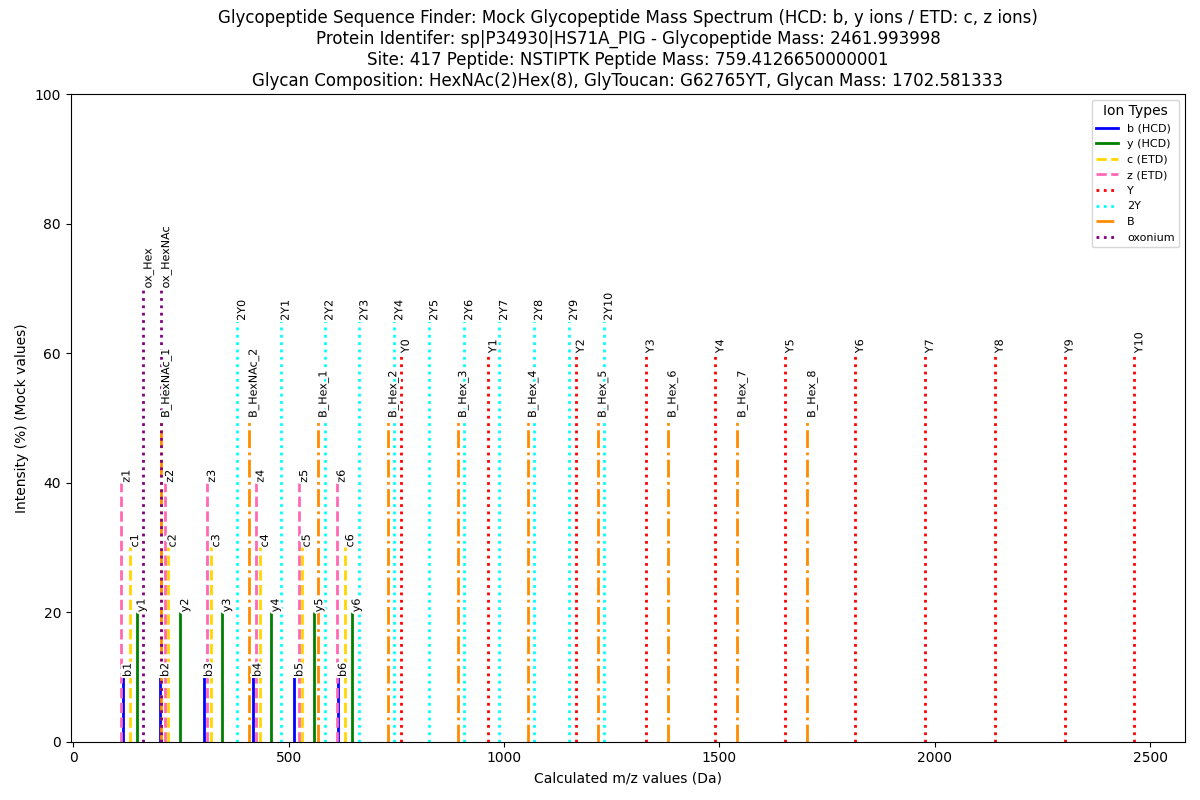 Glycopeptide Sequence Finder: Mock Glycopeptide Mass Spectrum (HCD: b, y ions / ETD: c, z ions)
Protein Identifer: sp|P34930|HS71A_PIG - Glycopeptide Mass: 2461.993998
Site: 417 Peptide: NSTIPTK Peptide Mass: 759.4126650000001
Glycan Composition: HexNAc(2)Hex(8), GlyToucan: G62765YT, Glycan Mass: 1702.581333
Intensity (%) (Mock values)
100
80
60
40
20
0
Ion Types
b (HCD)
y (HCD)
c (ETD)
z (ETD)
Y
2Y
B
oxonium
ox_Hex
ox_HexNAc
2Y0
2Y1
2Y2
2Y3
2Y4
2Y5
2Y6
2Y7
2Y8
2Y9
2Y10
Y0
Y1
Y2
Y3
Y4
Y5
Y6
Y7
Y8
Y9
Y10
B_HexNAc_1
B_HexNAc_2
B_Hex_1
B_Hex_2
B_Hex_3
B_Hex_4
B_Hex_5
B_Hex_6
B_Hex_7
B_Hex_8
z1
z2
z3
z4
z5
z6
c1
c2
c3
c4
c5
c6
y1
y2
y3
y4
y5
y6
b1
b2
b3
b4
b5
b6
0
500
1000
1500
2000
2500
Calculated m/z values (Da)